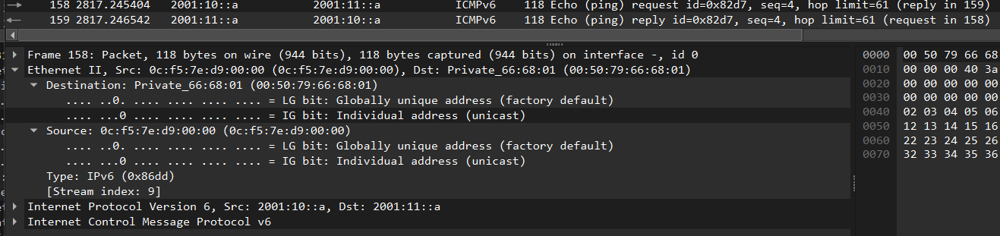 158 2817.245404 2001:10::a 2001:11::a ICMPv6 118 Echo (ping) request id=0x82d7, seq=4, hop limit=61 (reply in 159)
159 2817.246542 2001:11::a 2001:10::a ICMPv6 118 Echo (ping) reply id=0x82d7, seq=4, hop limit=61 (request in 158)
Frame 158: Packet, 118 bytes on wire (944 bits), 118 bytes captured (944 bits) on interface -, id 0
Ethernet II, Src: 0c:f5:7e:d9:00:00 (0c:f5:7e:d9:00:00), Dst: Private_66:68:01 (00:50:79:66:68:01)
Destination: Private_66:68:01 (00:50:79:66:68:01)
.... ..0. .... .... .... .... = LG bit: Globally unique address (factory default)
.... ...0 .... .... .... .... = IG bit: Individual address (unicast)
Source: 0c:f5:7e:d9:00:00 (0c:f5:7e:d9:00:00)
.... ..0. .... .... .... .... = LG bit: Globally unique address (factory default)
.... ...0 .... .... .... .... = IG bit: Individual address (unicast)
Type: IPv6 (0x86dd)
[Stream index: 9]
Internet Protocol Version 6, Src: 2001:10::a, Dst: 2001:11::a
Internet Control Message Protocol v6
0000 00 50 79 66 68
0010 00 00 00 40 3a
0020 00 00 00 00 00
0030 00 00 00 00 00
0040 02 03 04 05 06
0050 12 13 14 15 16
0060 22 23 24 25 26
0070 32 33 34 35 36